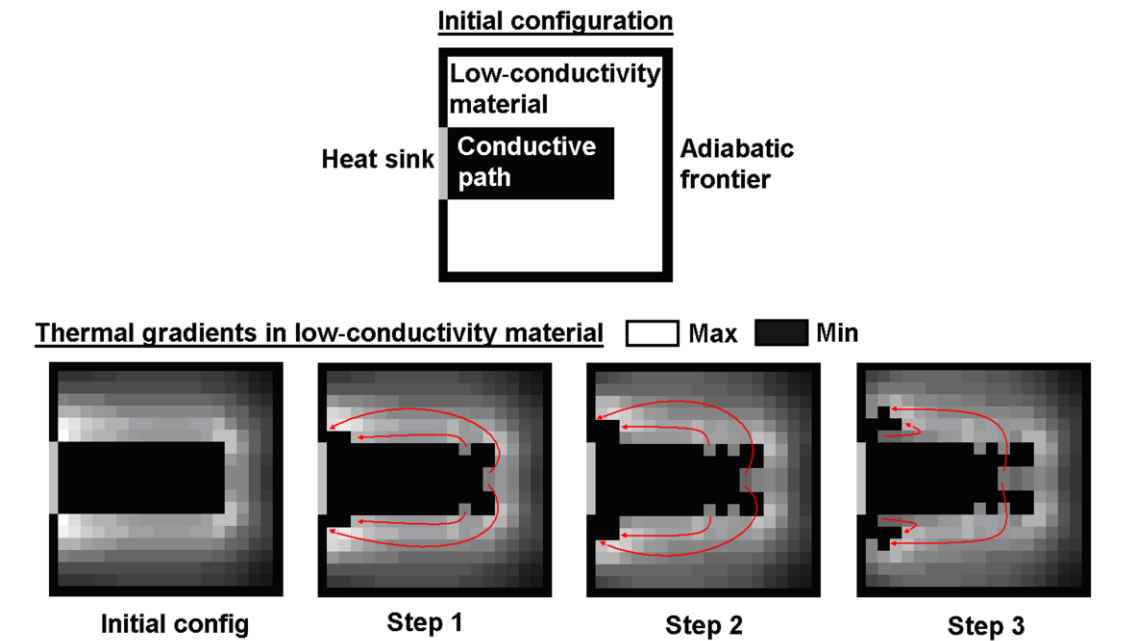 Initial configuration
Low-conductivity
material
Heat sink
Conductive
path
Adiabatic
frontier
Thermal gradients in low-conductivity material
Max
Min
Initial config
Step 1
Step 2
Step 3